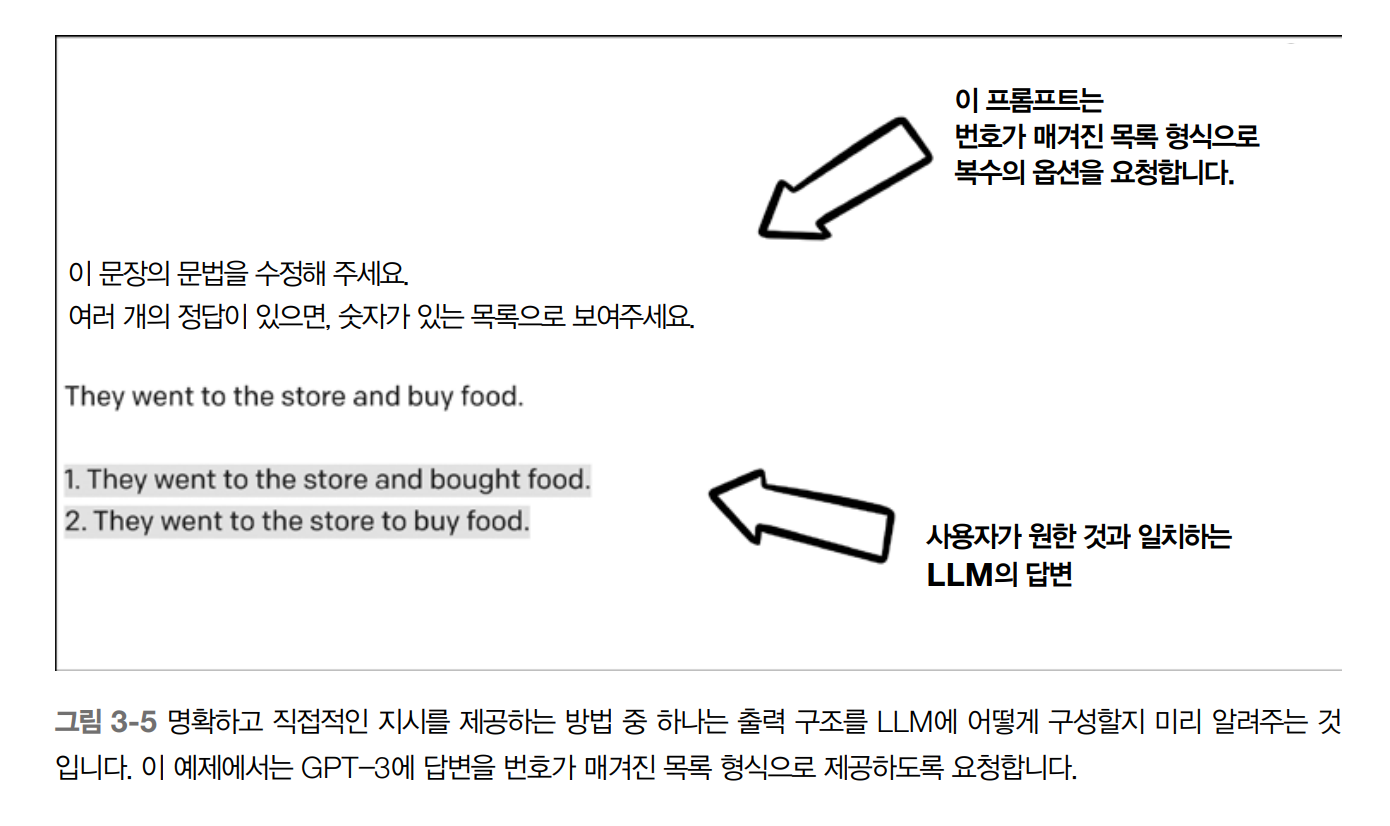 이 프롬프트는
번호가 매겨진 목록 형식으로
복수의 옵션을 요청합니다.
이 문장의 문법을 수정해 주세요.
여러 개의 정답이 있으면, 숫자가 있는 목록으로 보여주세요.
They went to the store and buy food.
1. They went to the store and bought food.
2. They went to the store to buy food.
사용자가 원한 것과 일치하는
LLM의 답변
그림 3-5 명확하고 직접적인 지시를 제공하는 방법 중 하나는 출력 구조를 LLM에 어떻게 구성할지 미리 알려주는 것
입니다. 이 예제에서는 GPT-3에 답변을 번호가 매겨진 목록 형식으로 제공하도록 요청합니다.